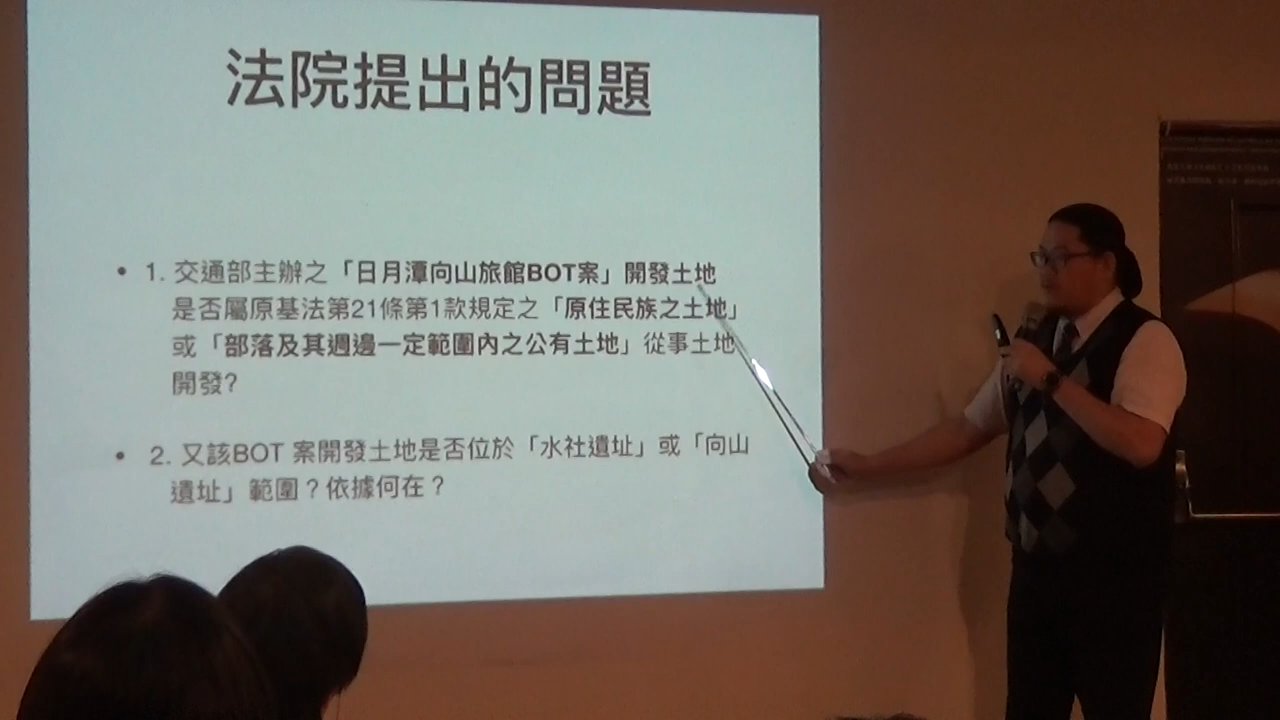 法院提出的問題
• 1. 交通部主辦之「日月潭向山旅館BOT案」開發土地
是否屬原基法第21條第1款規定之「原住民族之土地」
或「部落及其週邊一定範圍內之公有土地」從事土地
開發?
• 2. 又該BOT 案開發土地是否位於「水社遺址」或「向山
遺址」範圍？依據何在？